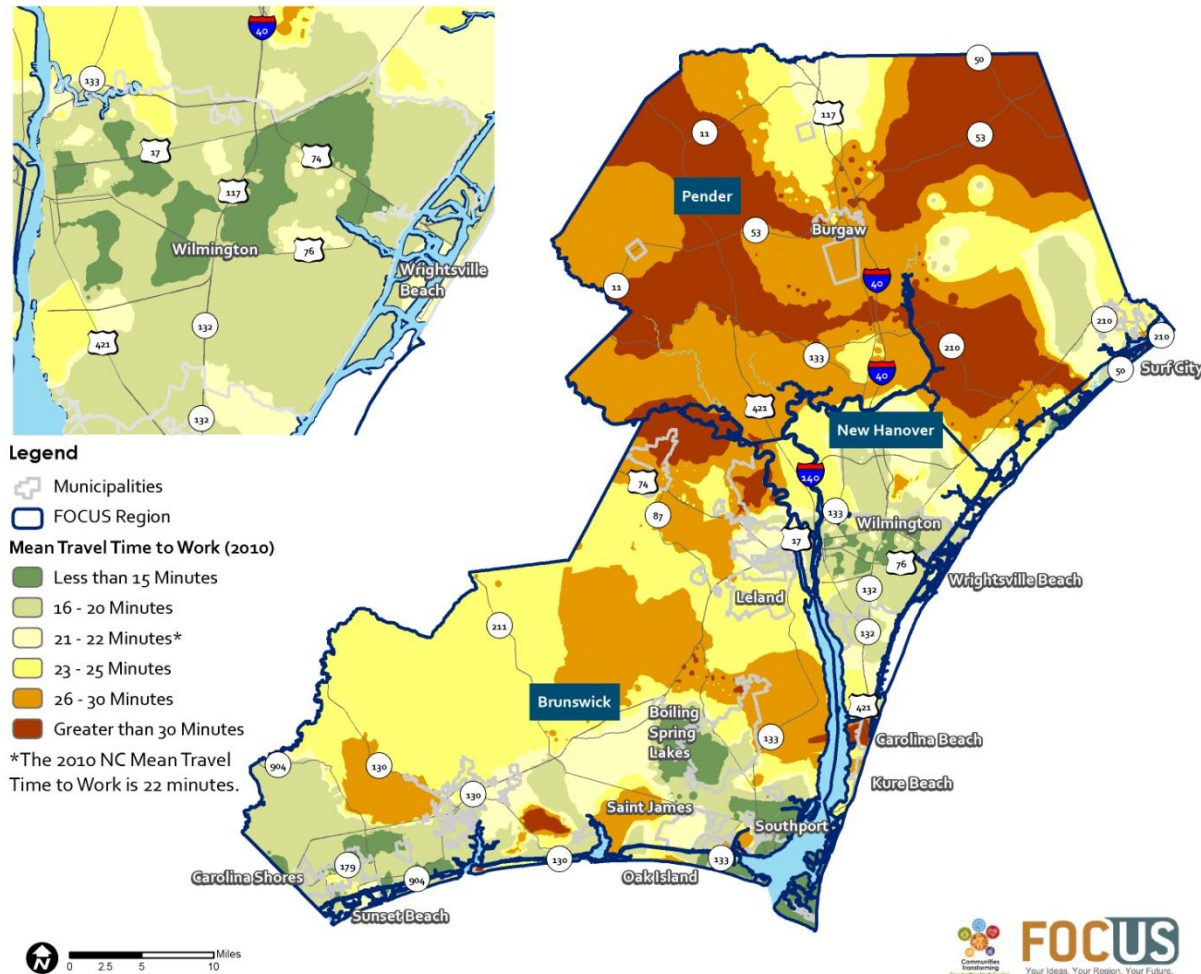 40
133
17
74
117
Wilmington
76
Wrightsville
Beach
421
132
132
Legend
Municipalities
FOCUS Region
Mean Travel Time to Work (2010)
Less than 15 Minutes
16 - 20 Minutes
21 - 22 Minutes*
23 - 25 Minutes
26 - 30 Minutes
Greater than 30 Minutes
*The 2010 NC Mean Travel
Time to Work is 22 minutes.
50
117
11
53
Pender
53
Burgaw
11
40
210
210
210
133
50
Surf City
40
421
New Hanover
74
140
87
133
Wilmington
17
76
Wrightsville Beach
Leland
132
211
132
Brunswick
421
Boiling
Spring
Lakes
133
Carolina Beach
904
130
Kure Beach
130
Saint James
Southport
179
130
133
Carolina Shores
904
Oak Island
Sunset Beach
0 2.5 5 10
Miles
Communities
Transforming
FOCUS
Your Ideas. Your Region. Your Future.